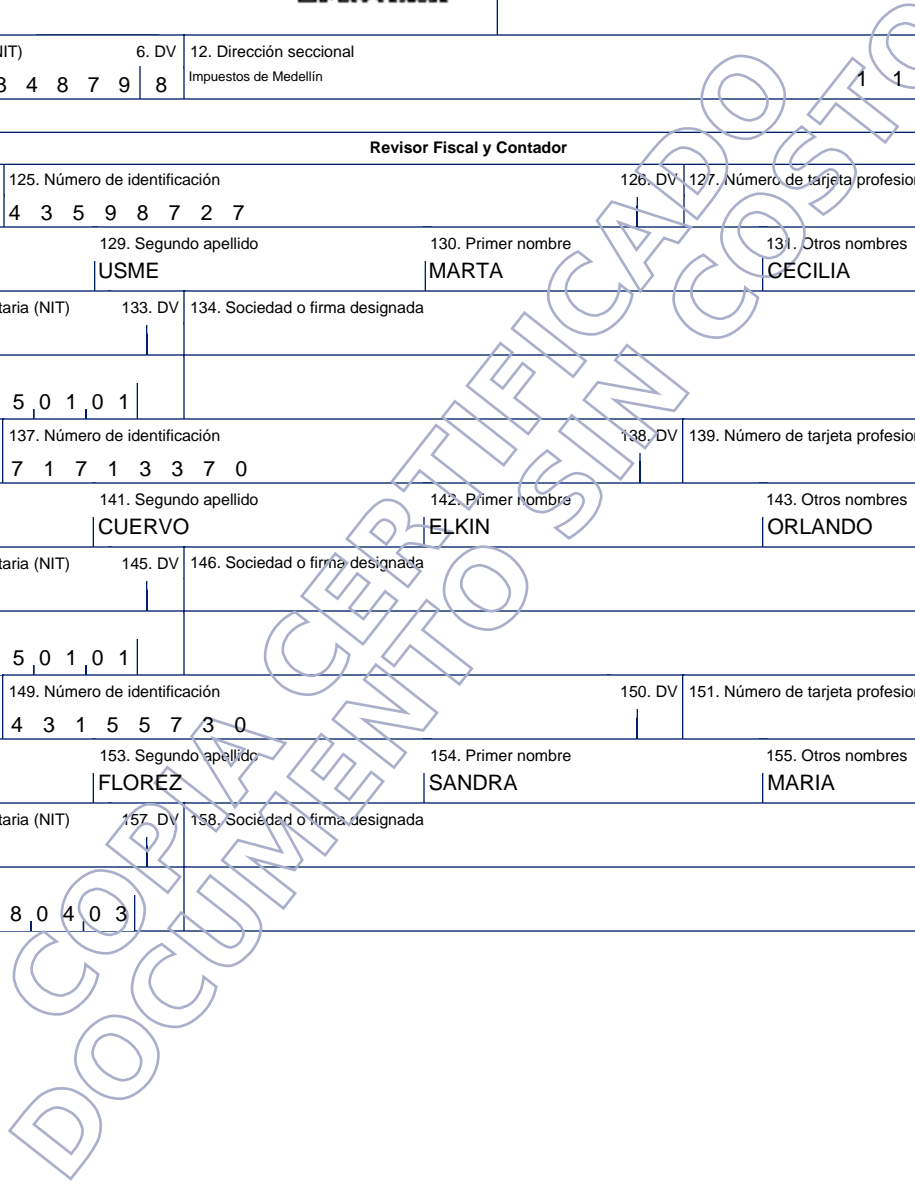 NIT) 6. DV 12. Dirección seccional
3 4 8 7 9 8 Impuestos de Medellín 1 1
Revisor Fiscal y Contador
125. Número de identificación 126. DV 127. Número de tarjeta profesion
4 3 5 9 8 7 2 7
129. Segundo apellido 130. Primer nombre 131. Otros nombres
USME MARTA CECILIA
taria (NIT) 133. DV 134. Sociedad o firma designada
5 0 1 0 1
137. Número de identificación 138. DV 139. Número de tarjeta profesion
7 1 7 1 3 3 7 0
141. Segundo apellido 142. Primer nombre 143. Otros nombres
CUERVO ELKIN ORLANDO
taria (NIT) 145. DV 146. Sociedad o firma designada
5 0 1 0 1
149. Número de identificación 150. DV 151. Número de tarjeta profesion
4 3 1 5 5 7 3 0
153. Segundo apellido 154. Primer nombre 155. Otros nombres
FLOREZ SANDRA MARIA
taria (NIT) 157. DV 158. Sociedad o firma designada
8 0 4 0 3
COPIA CERTIFICADO
DOCUMENTO SIN COSTO